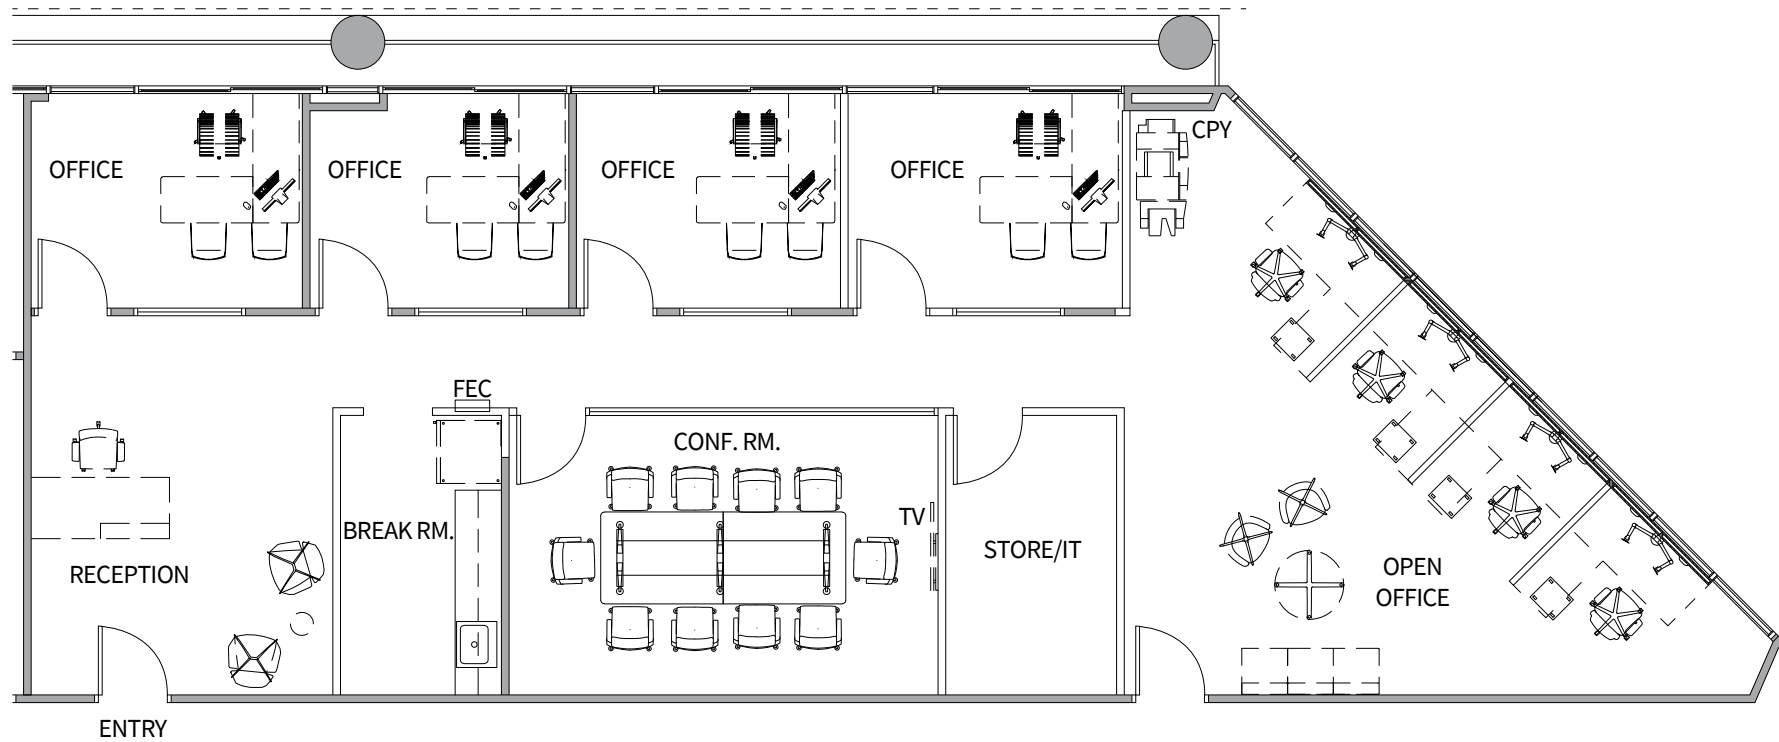 CPY
OFFICE
OFFICE
OFFICE
OFFICE
FEC
CONF. RM.
TV
BREAK RM.
STORE/IT
RECEPTION
OPEN
OFFICE
ENTRY